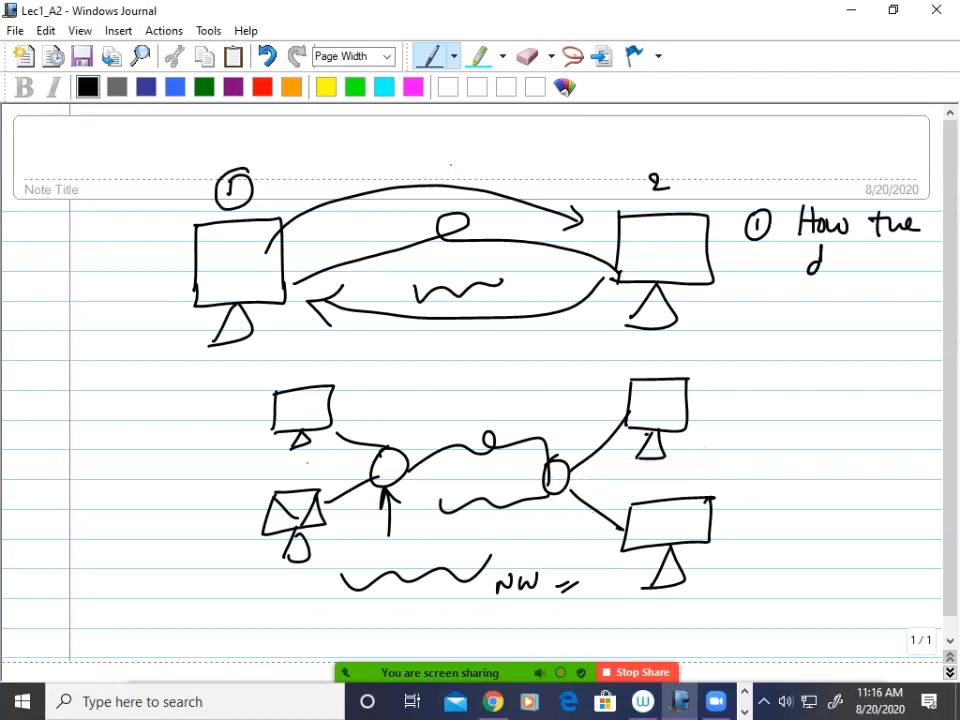 Lec1_A2 - Windows Journal
File Edit View Insert Actions Tools Help
Page Width
B I
Note Title
8/20/2020
1
2
① How the
d
NW =
1 / 1
You are screen sharing
Stop Share
Type here to search
11:16 AM
8/20/2020